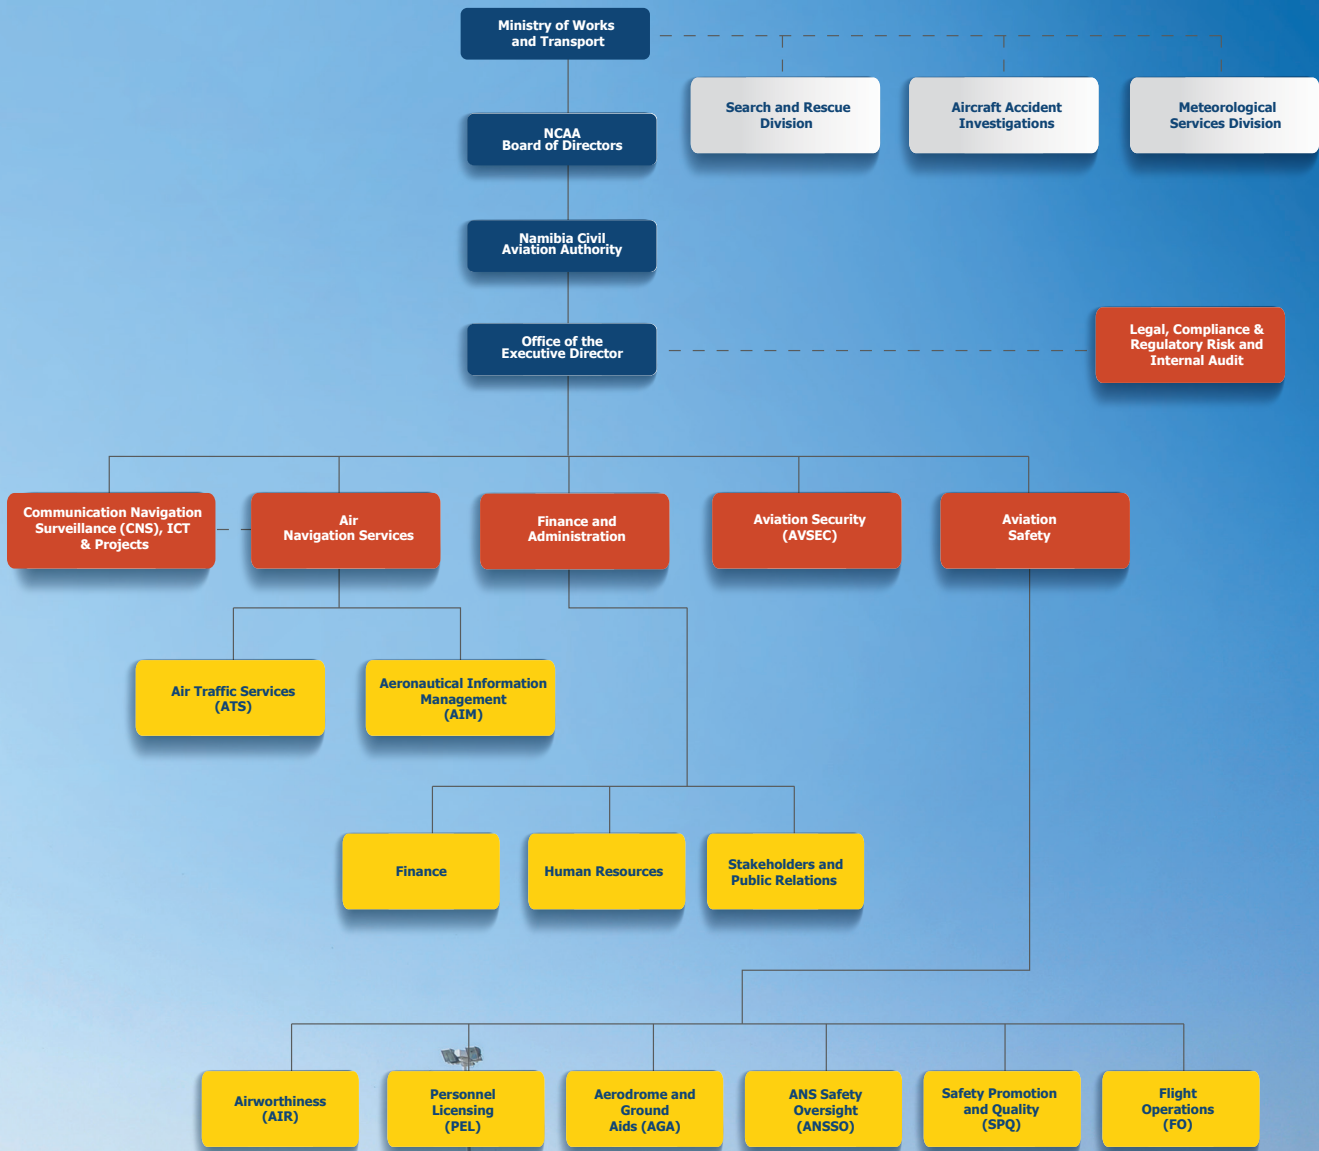 Ministry of Works
and Transport
Search and Rescue
Division
Aircraft Accident
Investigations
Meteorological
Services Division
NCAA
Board of Directors
Namibia Civil
Aviation Authority
Office of the
Executive Director
Legal, Compliance &
Regulatory Risk and
Internal Audit
Communication Navigation
Surveillance (CNS), ICT
& Projects
Air
Navigation Services
Finance and
Administration
Aviation Security
(AVSEC)
Aviation
Safety
Air Traffic Services
(ATS)
Aeronautical Information
Management
(AIM)
Finance
Human Resources
Stakeholders and
Public Relations
Airworthiness
(AIR)
Personnel
Licensing
(PEL)
Aerodrome and
Ground
Aids (AGA)
ANS Safety
Oversight
(ANSSO)
Safety Promotion
and Quality
(SPQ)
Flight
Operations
(FO)